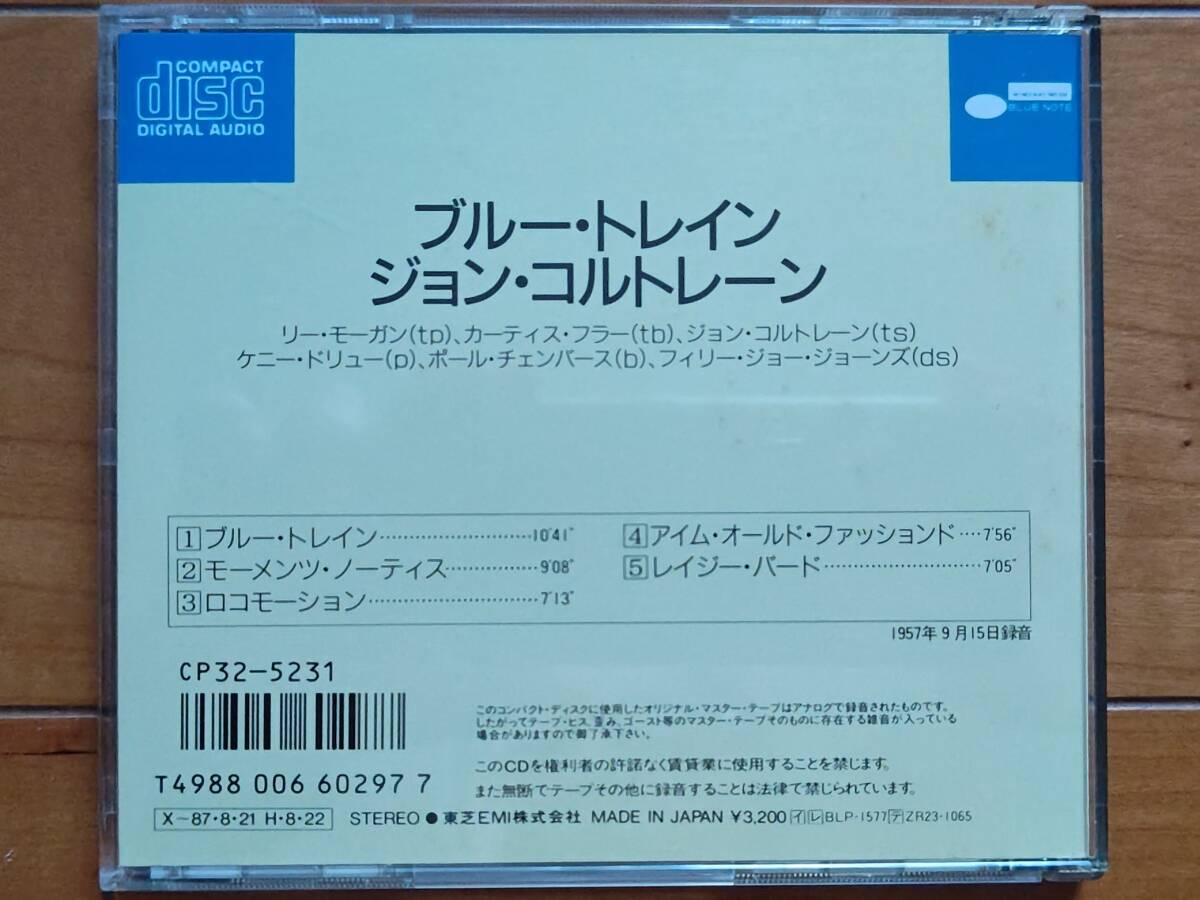 COMPACT
disc
DIGITAL AUDIO
BLUE NOTE
ブルー・トレイン
ジョン・コルトレーン
リー・モーガン(tp)、カーティス・フラー(tb)、ジョン・コルトレーン(ts)
ケニー・ドリュー(p)、ポール・チェンバース(b)、フィリー・ジョー・ジョーンズ(ds)
1 ブルー・トレイン 10'41"
2 モーメンツ・ノーティス 9'08"
3 ロコモーション 7'13"
4 アイム・オールド・ファッションド 7'56"
5 レイジー・バード 7'05"
1957年9月15日録音
CP32-5231
このコンパクト・ディスクに使用したオリジナル・マスター・テープはアナログで録音されたものです。
したがってテープ・ヒス、歪み、ゴースト等のマスター・テープそのものに存在する雑音が入っている
場合がありますので御了承下さい。
このCDを権利者の許諾なく賃貸業に使用することを禁じます。
また無断でテープその他に録音することは法律で禁じられています。
T4988 006 60297 7
X-87・8・21 H・8・22 STEREO ● 東芝EMI株式会社 MADE IN JAPAN ¥3,200 イレBLP-1577デZR23-1065